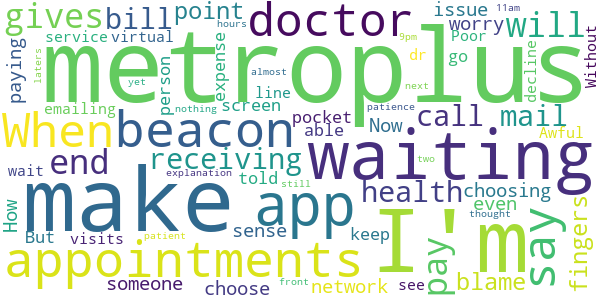 gives bill point doctor issue will 11am
service virtual hours worry Poor Without
paying metroplus
person expense almost 9pm dr go decline
laters yet nothing next
emailing line screen
When beacon pocket patience able Now call mail Awful
end receiving waiting
wait explanation told still two
make app health choosing fingers
How sense even
But visits keep I'm say
appointments patient thought pay
someone choose front network see blame